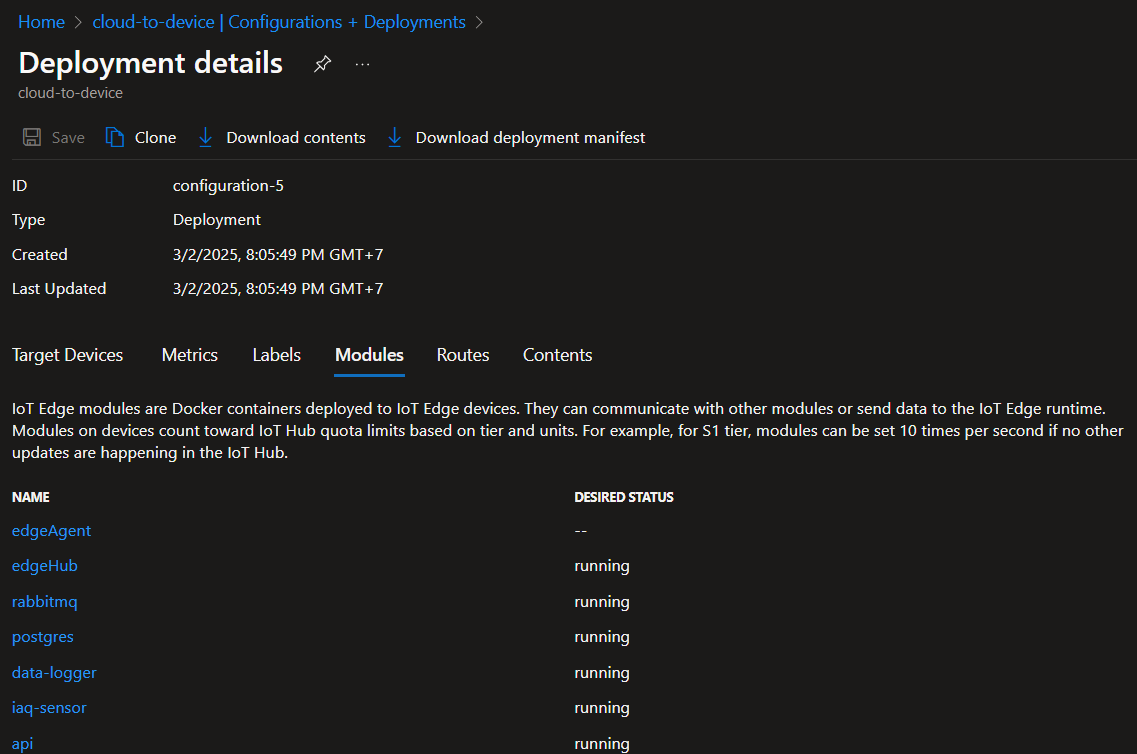 Home > cloud-to-device | Configurations + Deployments >
Deployment details ...
cloud-to-device
Save Clone Download contents Download deployment manifest
ID configuration-5
Type Deployment
Created 3/2/2025, 8:05:49 PM GMT+7
Last Updated 3/2/2025, 8:05:49 PM GMT+7
Target Devices Metrics Labels Modules Routes Contents
IoT Edge modules are Docker containers deployed to IoT Edge devices. They can communicate with other modules or send data to the IoT Edge runtime.
Modules on devices count toward IoT Hub quota limits based on tier and units. For example, for S1 tier, modules can be set 10 times per second if no other
updates are happening in the IoT Hub.
NAME DESIRED STATUS
edgeAgent --
edgeHub running
rabbitmq running
postgres running
data-logger running
iaq-sensor running
api running